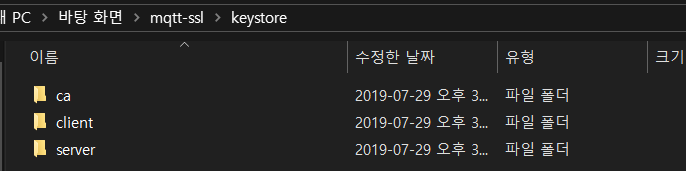 PC 바탕 화면 mqtt-ssl keystore
이름 수정한 날짜 유형 크기
ca 2019-07-29 오후 3... 파일 폴더
client 2019-07-29 오후 3... 파일 폴더
server 2019-07-29 오후 3... 파일 폴더